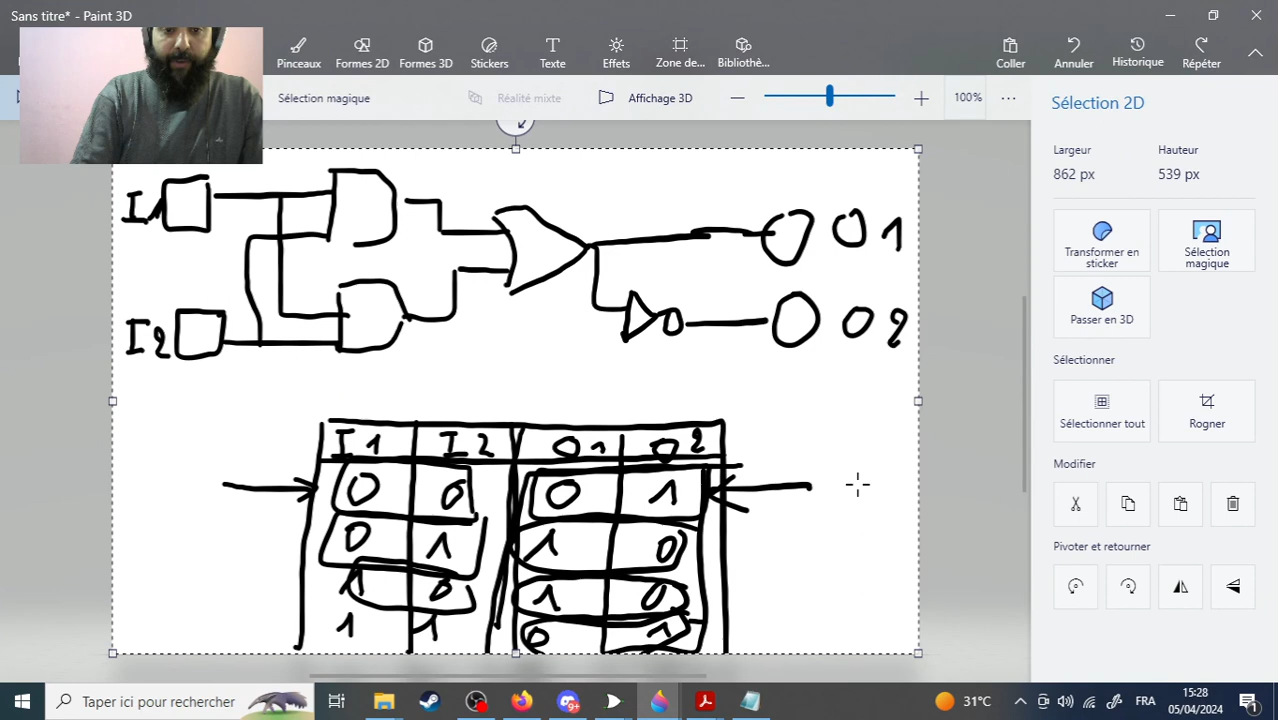 Sans titre* - Paint 3D
Pinceaux
Formes 2D
Formes 3D
Stickers
Texte
Effets
Zone de...
Bibliothè...
Coller
Annuler
Historique
Répéter
Sélection magique
Réalité mixte
Affichage 3D
100%
Sélection 2D
Largeur Hauteur
862 px 539 px
Transformer en sticker
Sélection magique
Passer en 3D
Sélectionner
Sélectionner tout
Rogner
Modifier
Pivoter et retourner
I1
O1
I2
O2
I1 I2 O1 O2
0 0 0 1
0 1 1 0
1 0 1 0
1 1 0 1
Taper ici pour rechercher
9+
31°C
FRA
15:28
05/04/2024
1